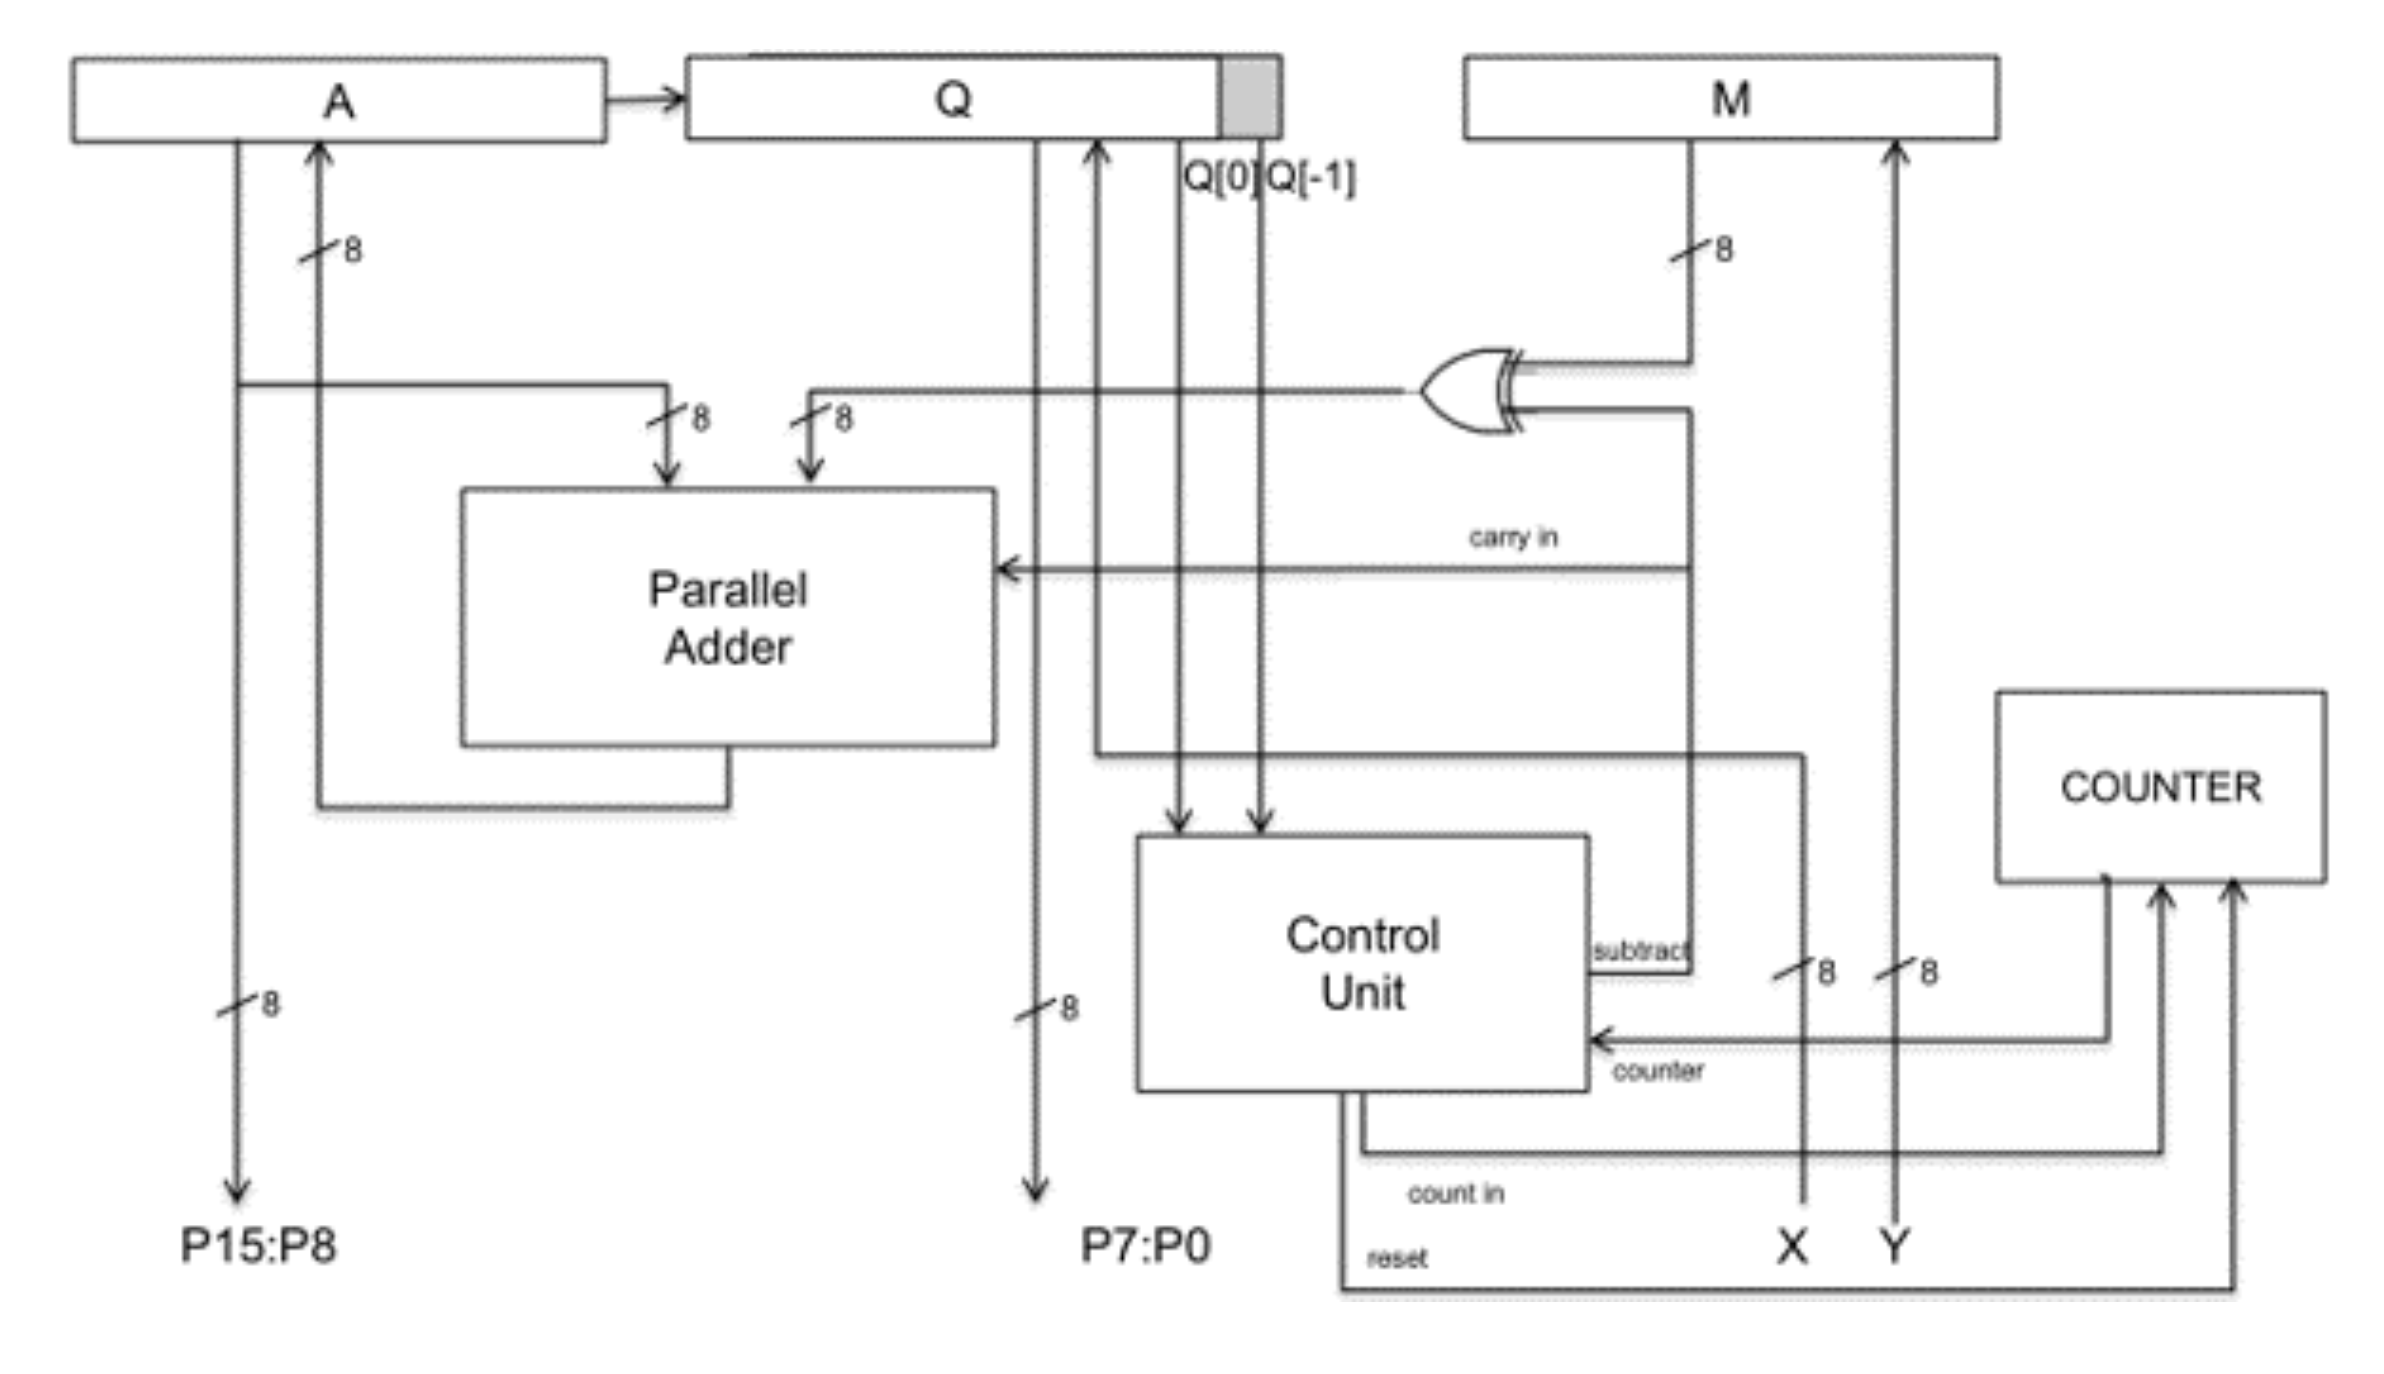 A
Q
M
Q[0]
Q[-1]
8
8
8
8
carry in
Parallel
Adder
COUNTER
Control
Unit
subtract
8
8
8
8
counter
count in
P15:P8
P7:P0
X
Y
reset